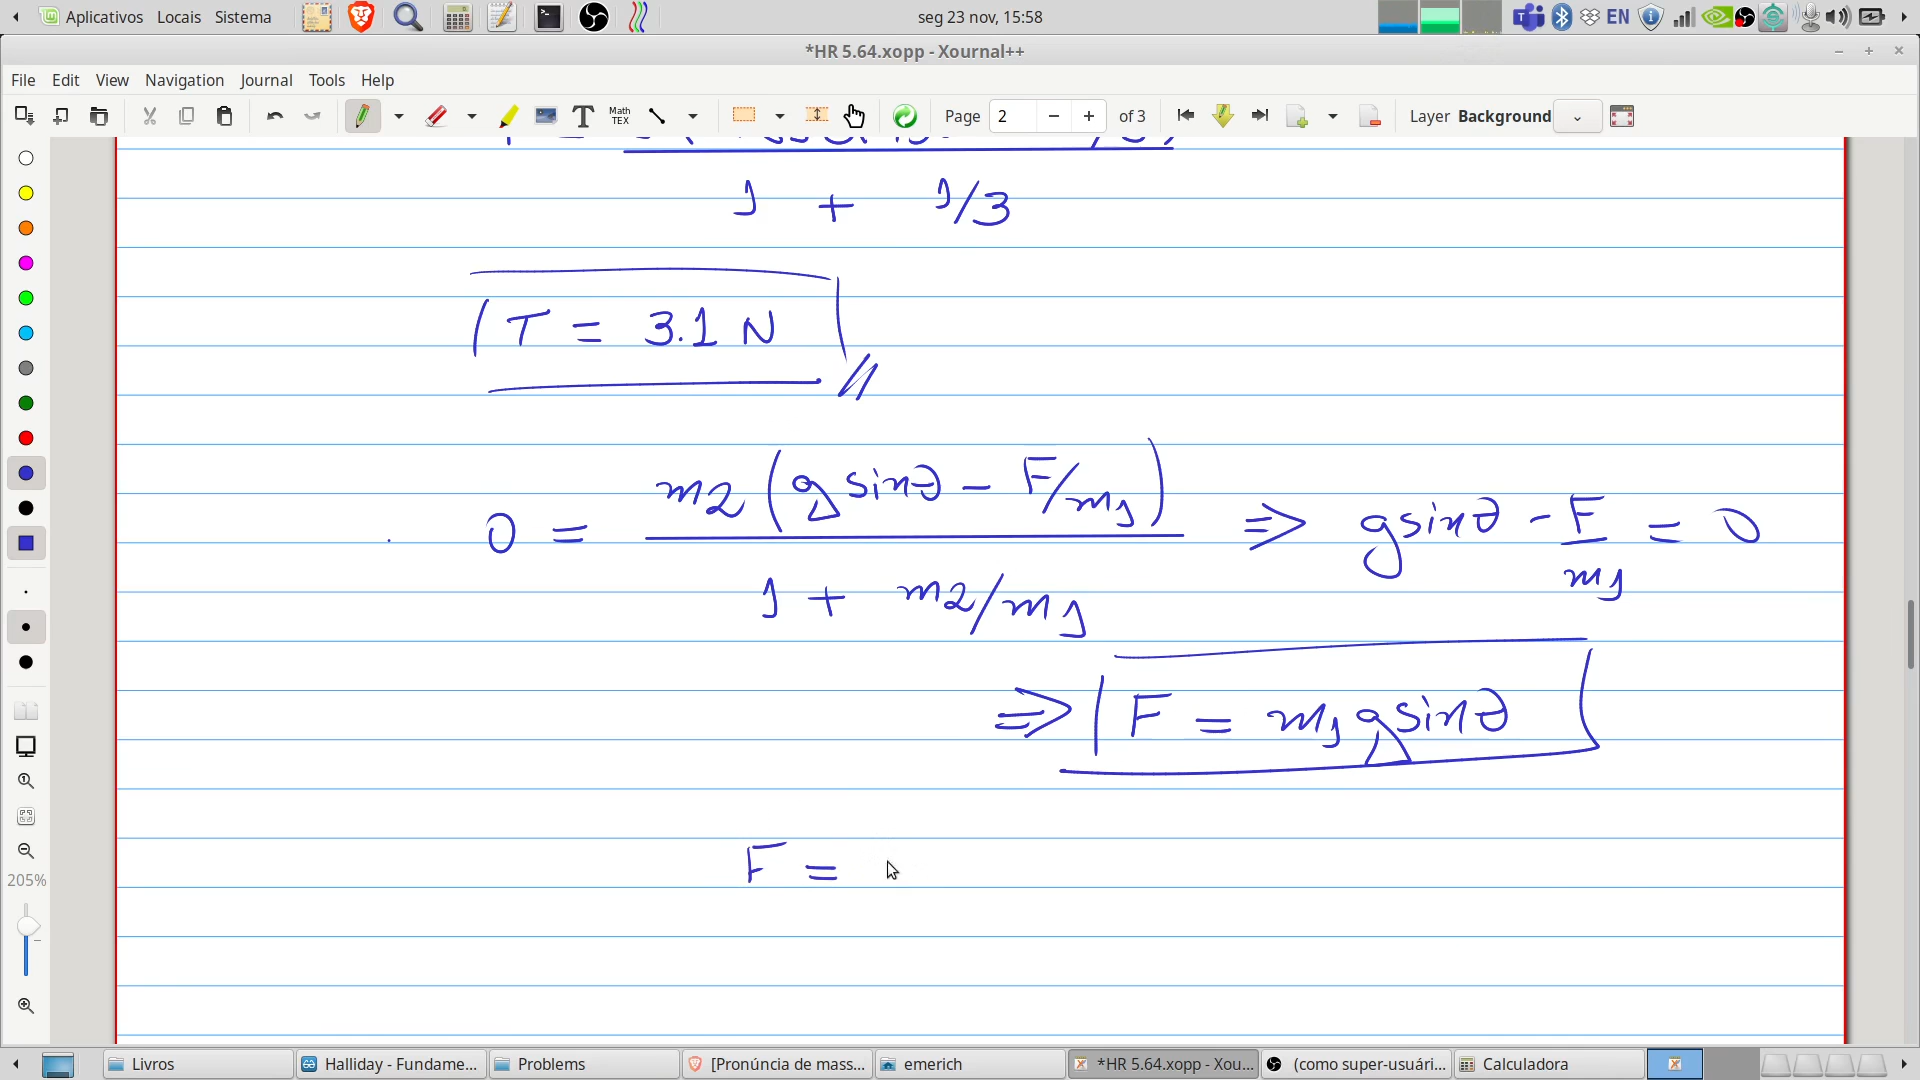 Aplicativos Locais Sistema seg 23 nov, 15:58 EN
*HR 5.64.xopp - Xournal++
File Edit View Navigation Journal Tools Help
Math TEX Page 2 of 3 Layer Background
1 + 1/3
T = 3.1 N
0 = m2 (g sinθ - F/m1) / 1 + m2/m1 ⇒ g sinθ - F/m1 = 0
⇒ F = m1 g sinθ
F =
205%
Livros Halliday - Fundame... Problems [Pronúncia de mass... emerich *HR 5.64.xopp - Xou... (como super-usuári... Calculadora